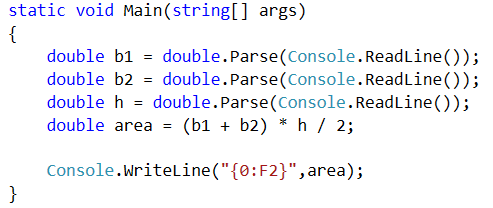 static void Main(string[] args)
{
    double b1 = double.Parse(Console.ReadLine());
    double b2 = double.Parse(Console.ReadLine());
    double h = double.Parse(Console.ReadLine());
    double area = (b1 + b2) * h / 2;

    Console.WriteLine("{0:F2}",area);
}